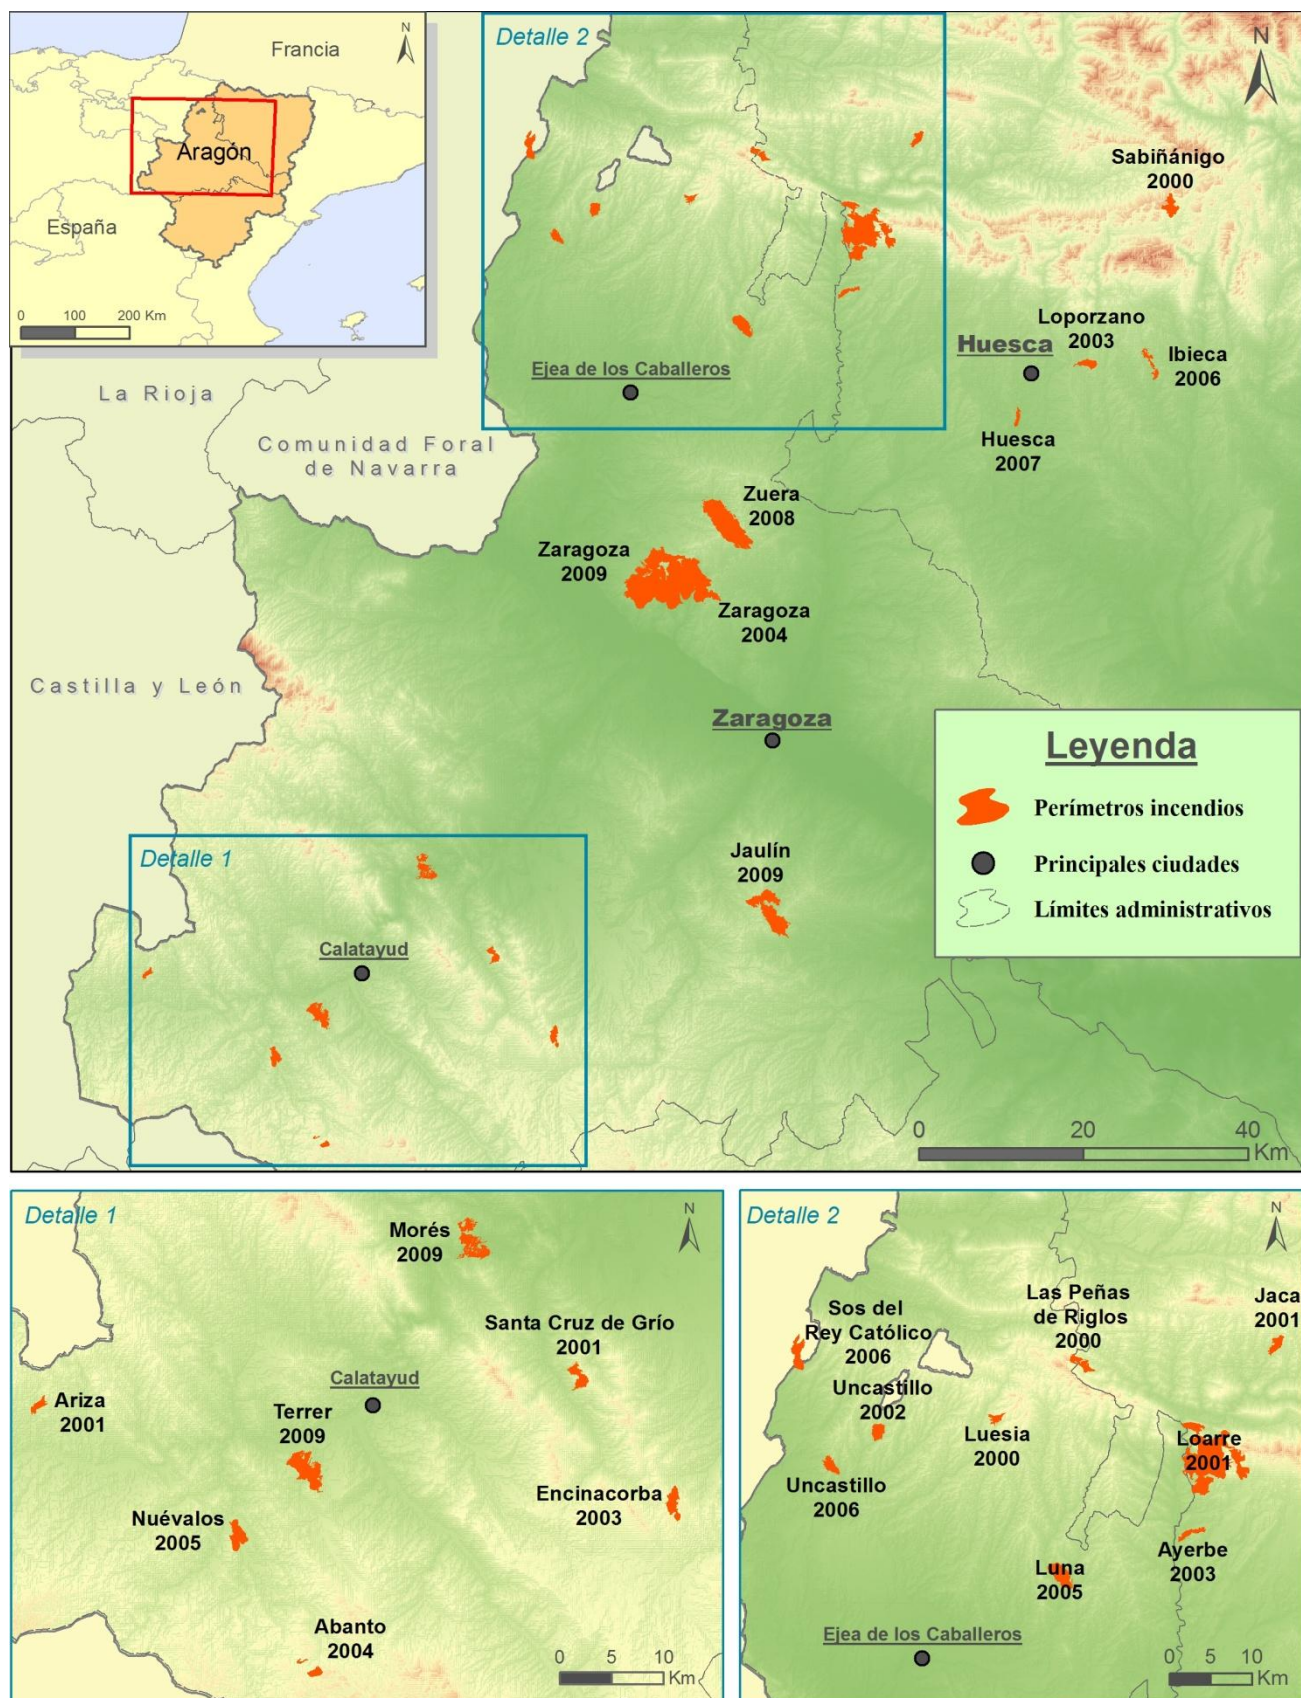 Francia
N
Aragón
España
0 100 200 Km
Detalle 2
N
Sabiñánigo
2000
Loporzano
2003
Huesca
Ibieca
2006
Ejea de los Caballeros
Huesca
2007
La Rioja
Comunidad Foral
de Navarra
Zuera
2008
Zaragoza
2009
Zaragoza
2004
Castilla y León
Zaragoza
Leyenda
Perímetros incendios
Principales ciudades
Límites administrativos
Detalle 1
Jaulín
2009
Calatayud
0 20 40
Km
Detalle 1
N
Morés
2009
Santa Cruz de Grío
2001
Calatayud
Ariza
2001
Terrer
2009
Encinacorba
2003
Nuévalos
2005
Abanto
2004
0 5 10
Km
Detalle 2
N
Las Peñas
de Riglos
2000
Jaca
2001
Sos del
Rey Católico
2006
Uncastillo
2002
Luesia
2000
Loarre
2001
Uncastillo
2006
Ayerbe
2003
Luna
2005
Ejea de los Caballeros
0 5 10
Km